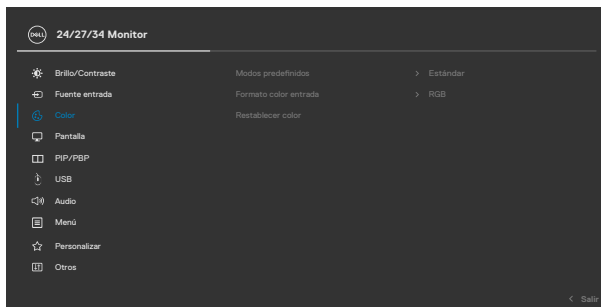 DELL 24/27/34 Monitor
Brillo/Contraste Modos predefinidos > Estándar
Fuente entrada Formato color entrada > RGB
Color Restablecer color
Pantalla
PIP/PBP
USB
Audio
Menú
Personalizar
Otros
< Salir